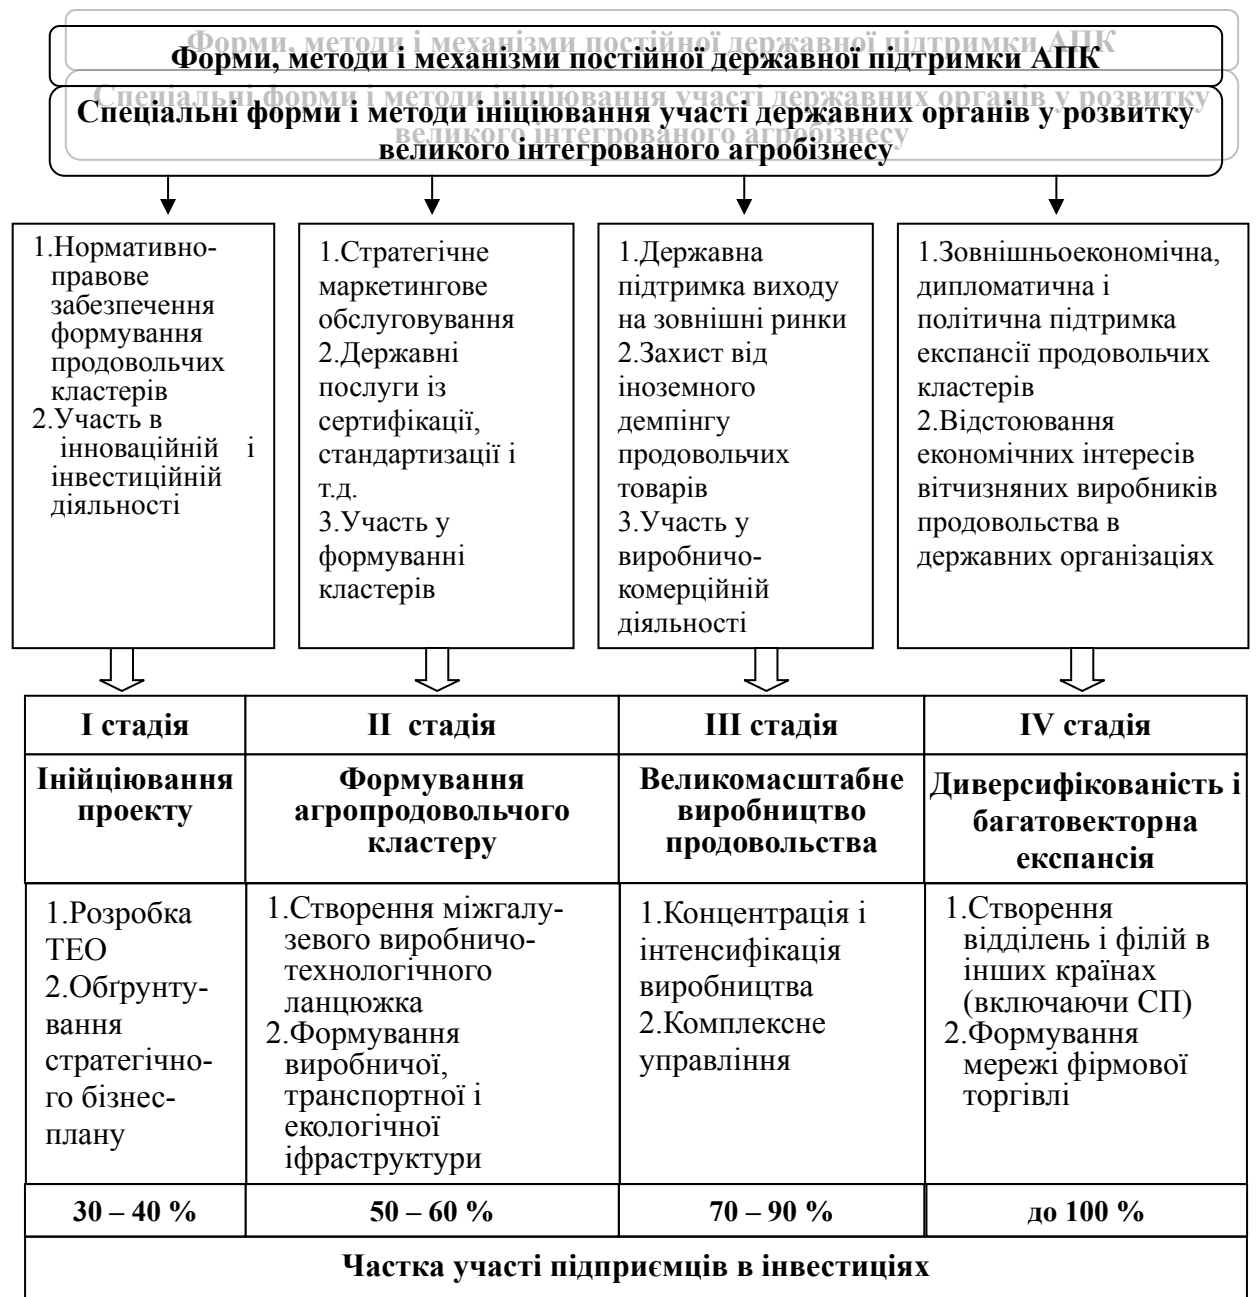 Форми, методи і механізми постійної державної підтримки АПК
Спеціальні форми і методи ініціювання участі державних органів у розвитку
великого інтегрованого агробізнесу
1.Нормативно-
правове
забезпечення
формування
продовольчих
кластерів
2.Участь в
інноваційній і
інвестиційній
діяльності
1.Стратегічне
маркетингове
обслуговування
2.Державні
послуги із
сертифікації,
стандартизації і
т.д.
3.Участь у
формуванні
кластерів
1.Державна
підтримка виходу
на зовнішні ринки
2.Захист від
іноземного
демпінгу
продовольчих
товарів
3.Участь у
виробничо-
комерційній
діяльності
1.Зовнішньоекономічна,
дипломатична і
політична підтримка
експансії продовольчих
кластерів
2.Відстоювання
економічних інтересів
вітчизняних виробників
продовольства в
державних організаціях
І стадія
ІІ стадія
ІІІ стадія
ІV стадія
Інійціювання
проекту
Формування
агропродовольчого
кластеру
Великомасштабне
виробництво
продовольства
Диверсифікованість і
багатовекторна
експансія
1.Розробка
ТЕО
2.Обґрунту-
вання
стратегічно-
го бізнес-
плану
1.Створення міжгалу-
зевого виробничо-
технологічного
ланцюжка
2.Формування
виробничої,
транспортної і
екологічної
іфраструктури
1.Концентрація і
інтенсифікація
виробництва
2.Комплексне
управління
1.Створення
відділень і філій в
інших країнах
(включаючи СП)
2.Формування
мережі фірмової
торгівлі
30 – 40 %
50 – 60 %
70 – 90 %
до 100 %
Частка участі підприємців в інвестиціях